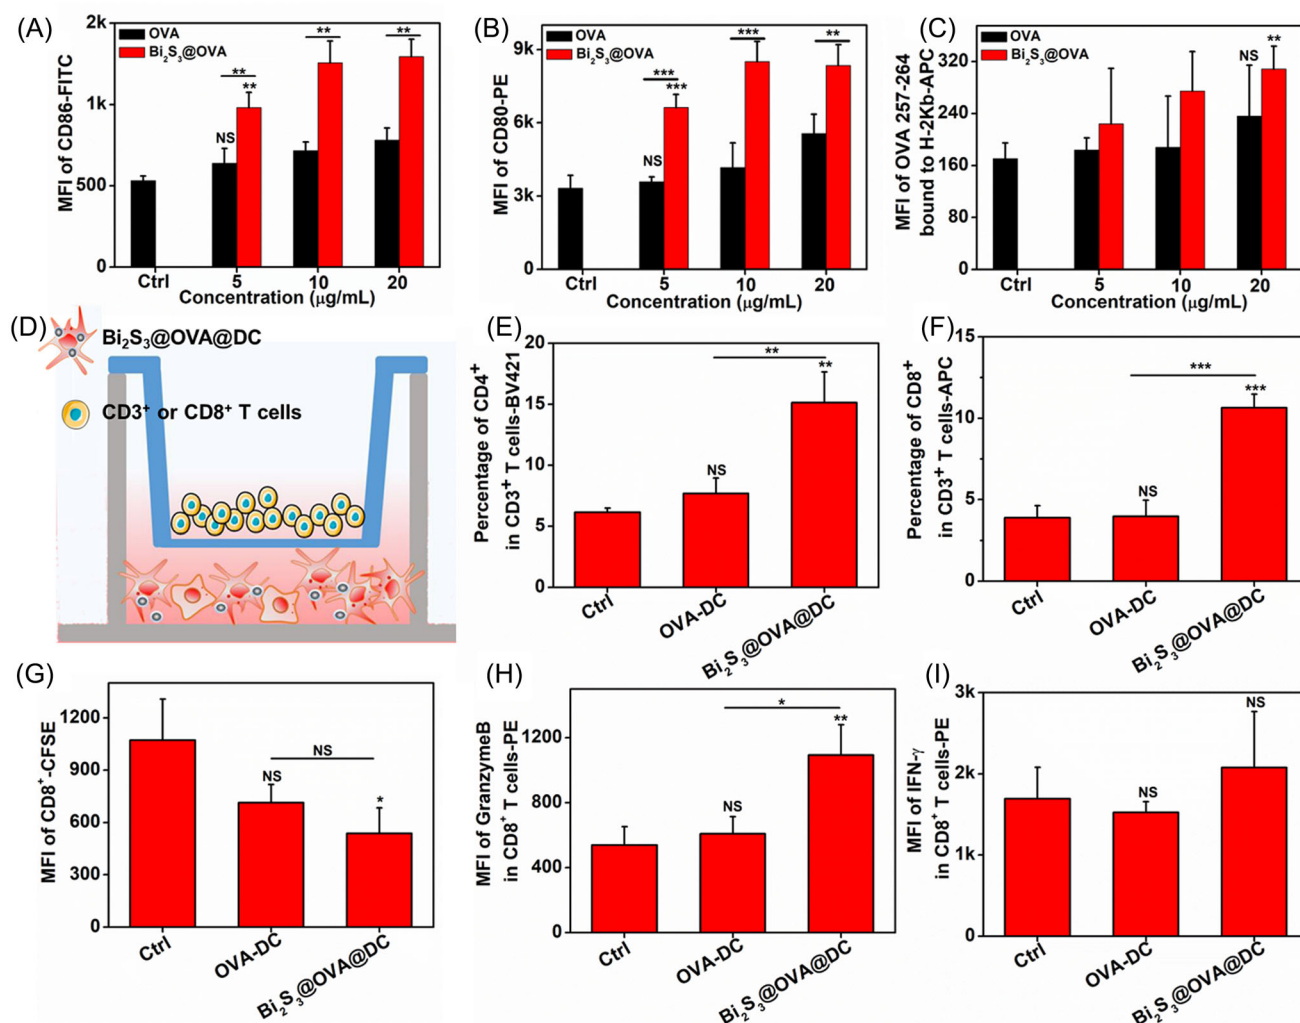 (A)
OVA
Bi₂S₃@OVA
MFI of CD86-FITC
2k
1k
500
0
**
**
**
**
NS
Ctrl
5
10
20
Concentration (μg/mL)
(B)
OVA
Bi₂S₃@OVA
MFI of CD80-PE
9k
6k
3k
0
***
**
***
***
NS
Ctrl
5
10
20
Concentration (μg/mL)
(C)
OVA
Bi₂S₃@OVA
MFI of OVA 257-264
bound to H-2Kb-APC
320
240
160
80
0
NS
**
Ctrl
5
10
20
Concentration (μg/mL)
(D)
Bi₂S₃@OVA@DC
CD3⁺ or CD8⁺ T cells
(E)
Percentage of CD4⁺
in CD3⁺ T cells-BV421
20
15
10
5
0
**
**
NS
Ctrl
OVA-DC
Bi₂S₃@OVA@DC
(F)
Percentage of CD8⁺
in CD3⁺ T cells-APC
15
10
5
0
***
***
NS
Ctrl
OVA-DC
Bi₂S₃@OVA@DC
(G)
MFI of CD8⁺-CFSE
1200
900
600
300
0
NS
NS
*
Ctrl
OVA-DC
Bi₂S₃@OVA@DC
(H)
MFI of GranzymeB
in CD8⁺ T cells-PE
1200
800
400
0
*
**
NS
Ctrl
OVA-DC
Bi₂S₃@OVA@DC
(I)
MFI of IFN-γ
in CD8⁺ T cells-PE
3k
2k
1k
0
NS
NS
Ctrl
OVA-DC
Bi₂S₃@OVA@DC